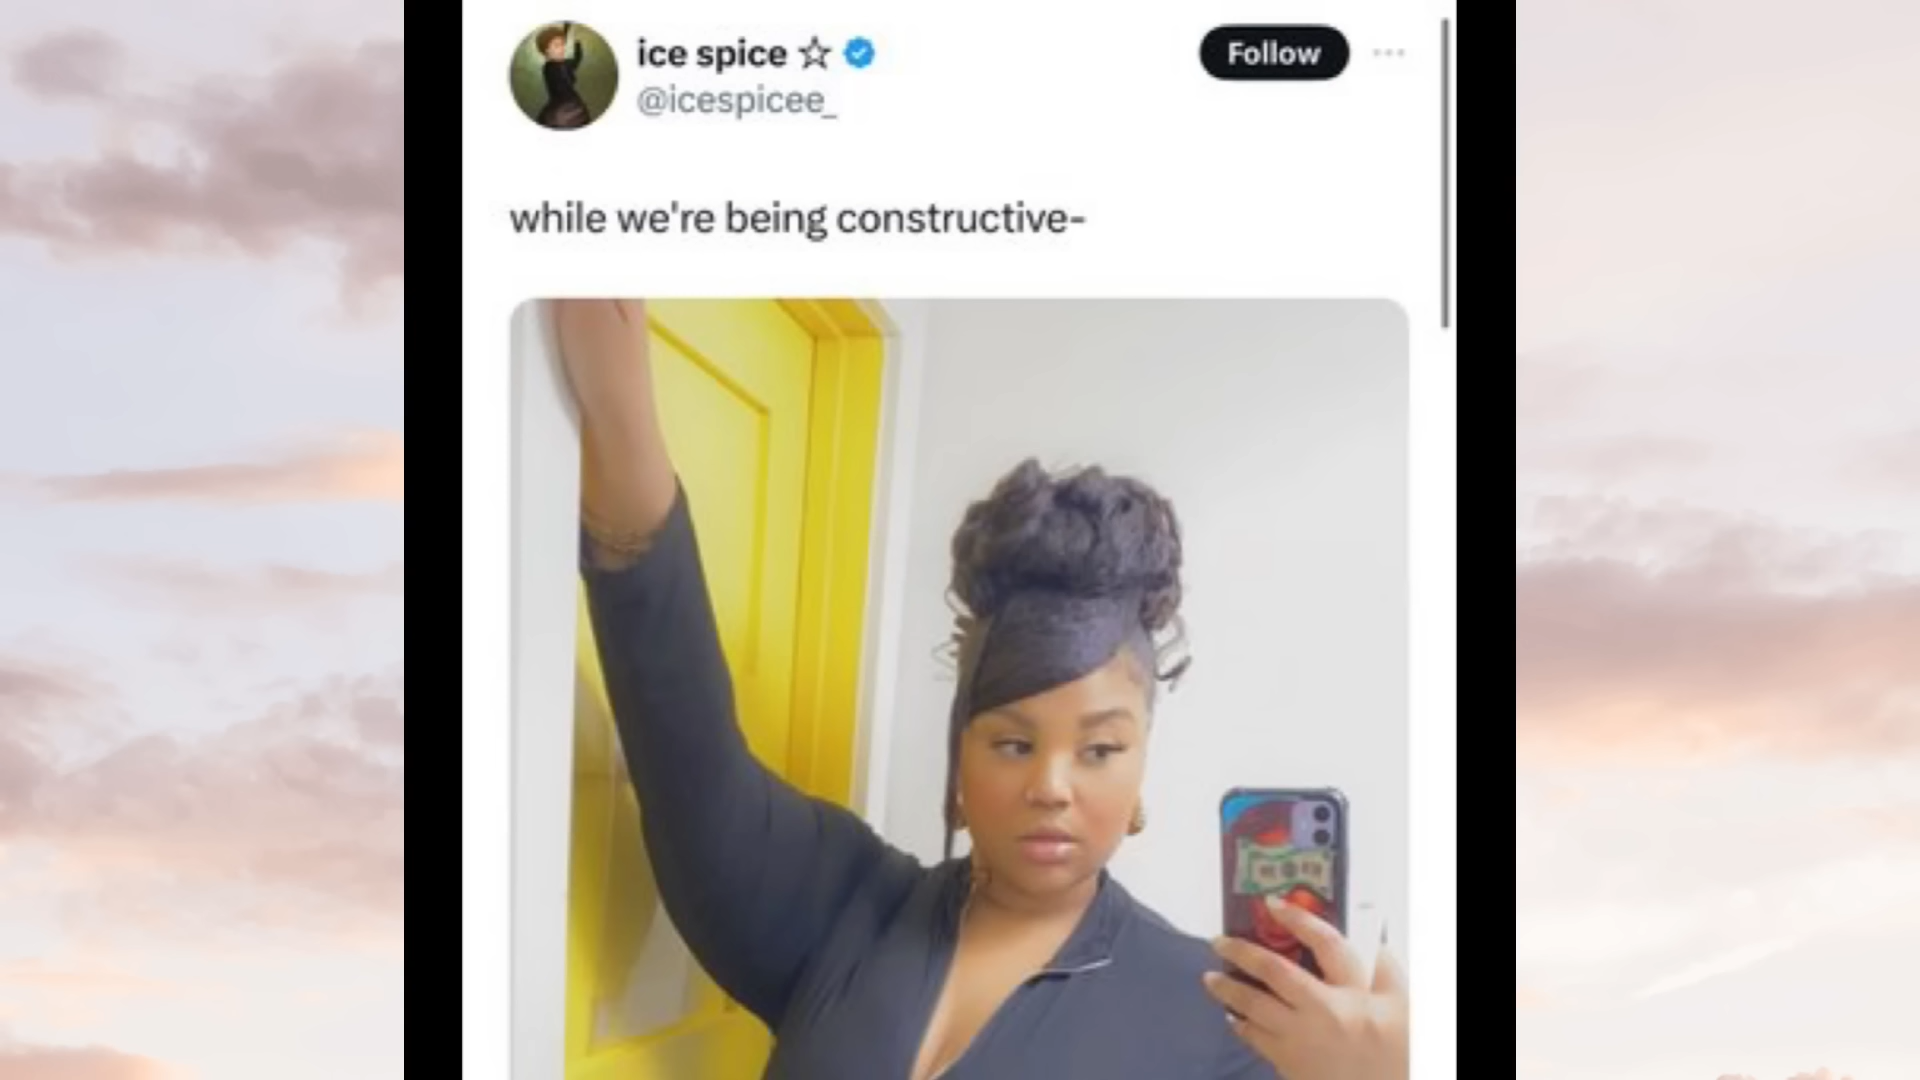 ice spice ☆
@icespicee_
Follow
while we're being constructive-